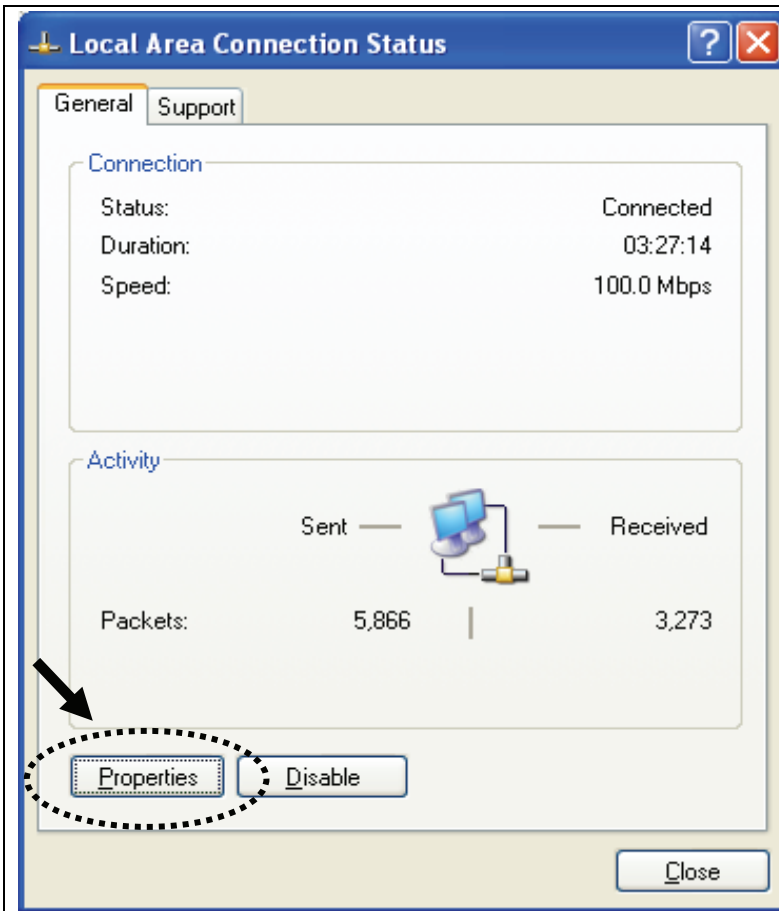 Local Area Connection Status
General Support
Connection
Status: Connected
Duration: 03:27:14
Speed: 100.0 Mbps
Activity
Sent Received
Packets: 5,866 3,273
Properties Disable
Close